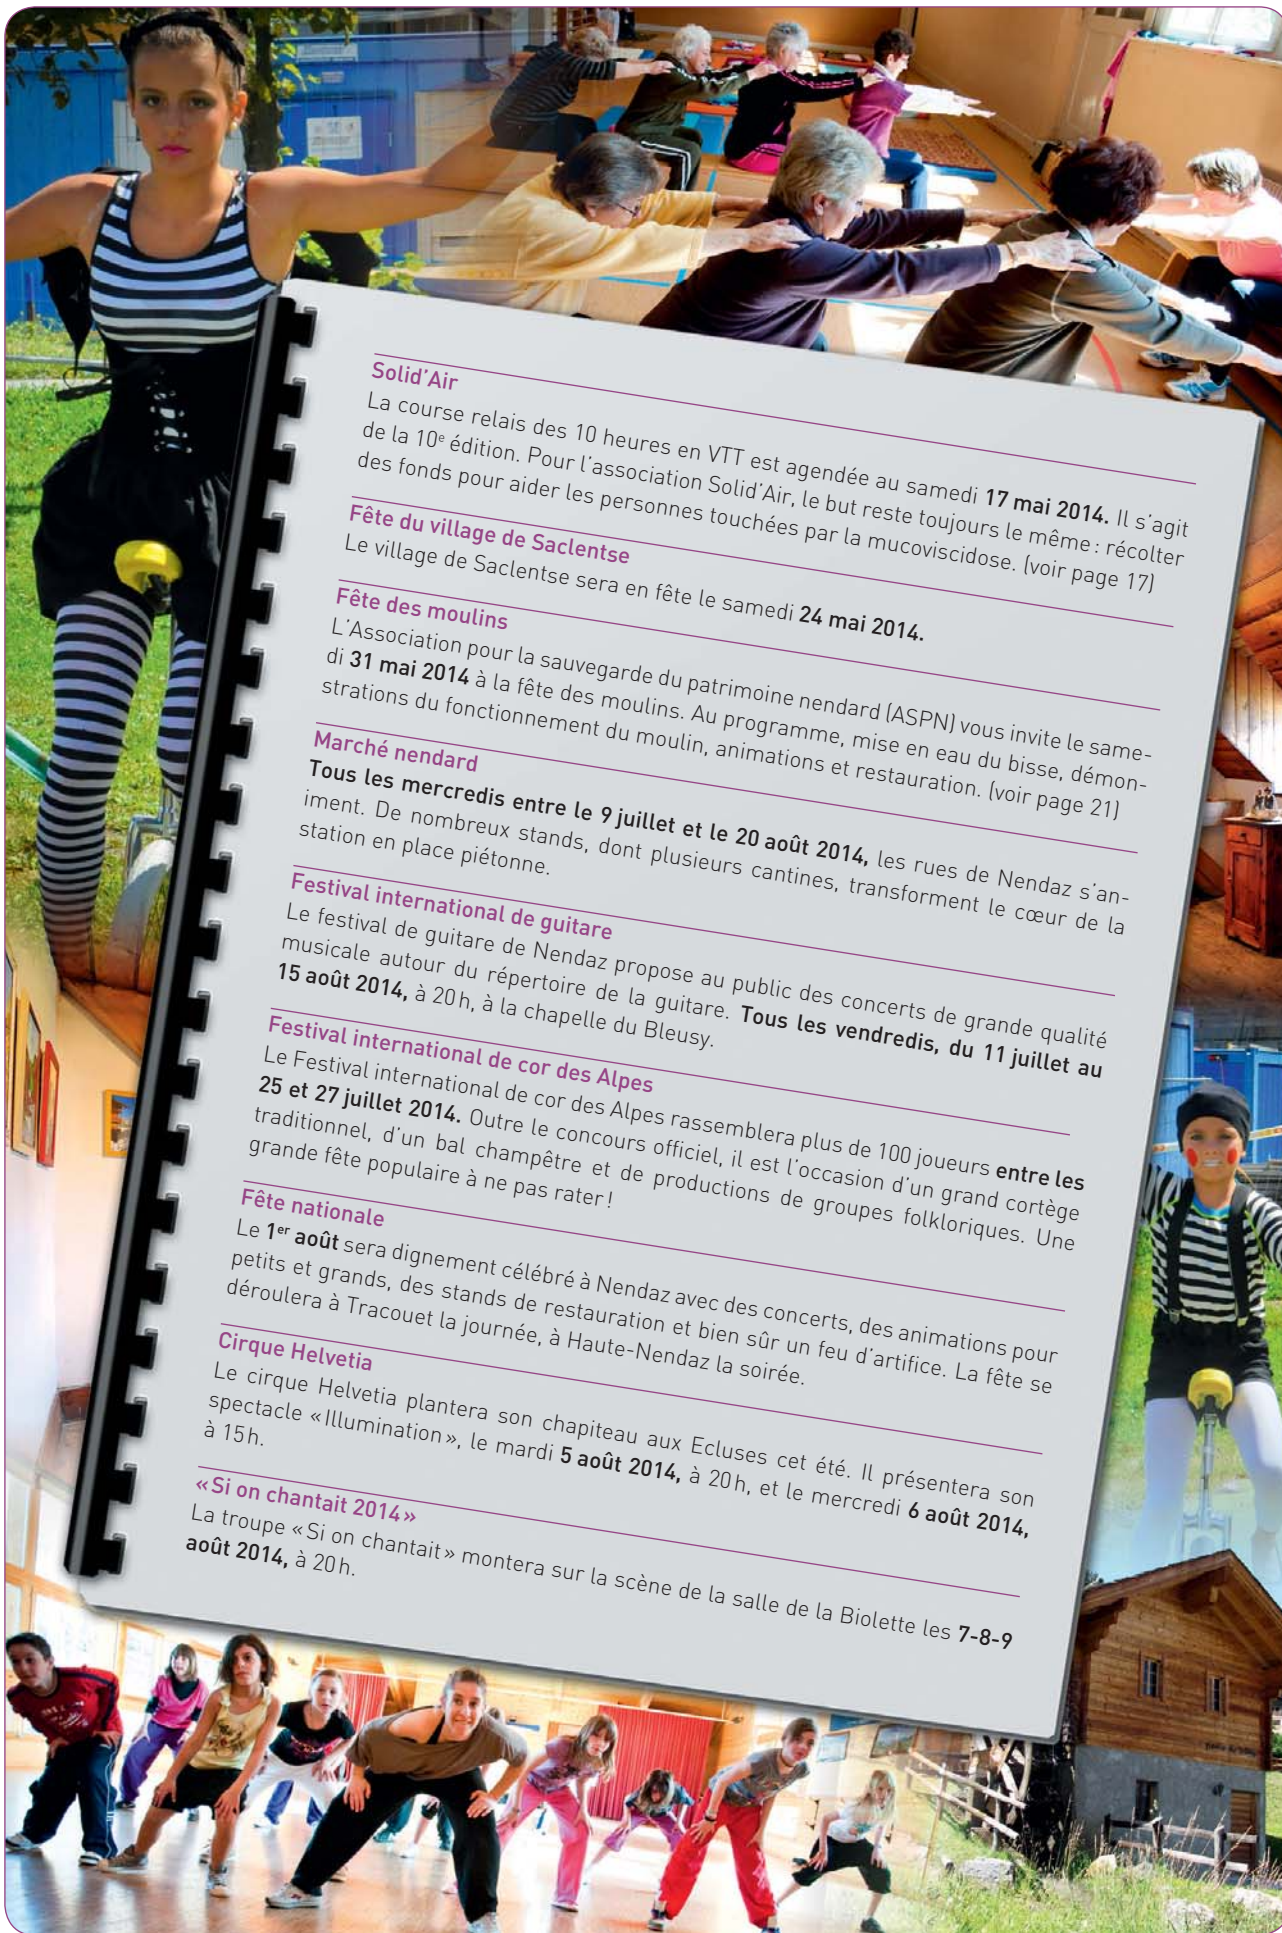 Solid’Air
La course relais des 10 heures en VTT est agendée au samedi 17 mai 2014. Il s’agit
de la 10e édition. Pour l’association Solid’Air, le but reste toujours le même : récolter
des fonds pour aider les personnes touchées par la mucoviscidose. (voir page 17)
Fête du village de Saclentse
Le village de Saclentse sera en fête le samedi 24 mai 2014.
Fête des moulins
L’Association pour la sauvegarde du patrimoine nendard (ASPN) vous invite le same-
di 31 mai 2014 à la fête des moulins. Au programme, mise en eau du bisse, démon-
strations du fonctionnement du moulin, animations et restauration. (voir page 21)
Marché nendard
Tous les mercredis entre le 9 juillet et le 20 août 2014, les rues de Nendaz s’an-
iment. De nombreux stands, dont plusieurs cantines, transforment le cœur de la
station en place piétonne.
Festival international de guitare
Le festival de guitare de Nendaz propose au public des concerts de grande qualité
musicale autour du répertoire de la guitare. Tous les vendredis, du 11 juillet au
15 août 2014, à 20 h, à la chapelle du Bleusy.
Festival international de cor des Alpes
Le Festival international de cor des Alpes rassemblera plus de 100 joueurs entre les
25 et 27 juillet 2014. Outre le concours officiel, il est l’occasion d’un grand cortège
traditionnel, d’un bal champêtre et de productions de groupes folkloriques. Une
grande fête populaire à ne pas rater !
Fête nationale
Le 1er août sera dignement célébré à Nendaz avec des concerts, des animations pour
petits et grands, des stands de restauration et bien sûr un feu d’artifice. La fête se
déroulera à Tracouet la journée, à Haute-Nendaz la soirée.
Cirque Helvetia
Le cirque Helvetia plantera son chapiteau aux Ecluses cet été. Il présentera son
spectacle « Illumination », le mardi 5 août 2014, à 20 h, et le mercredi 6 août 2014,
à 15 h.
« Si on chantait 2014 »
La troupe « Si on chantait » montera sur la scène de la salle de la Biolette les 7-8-9
août 2014, à 20 h.